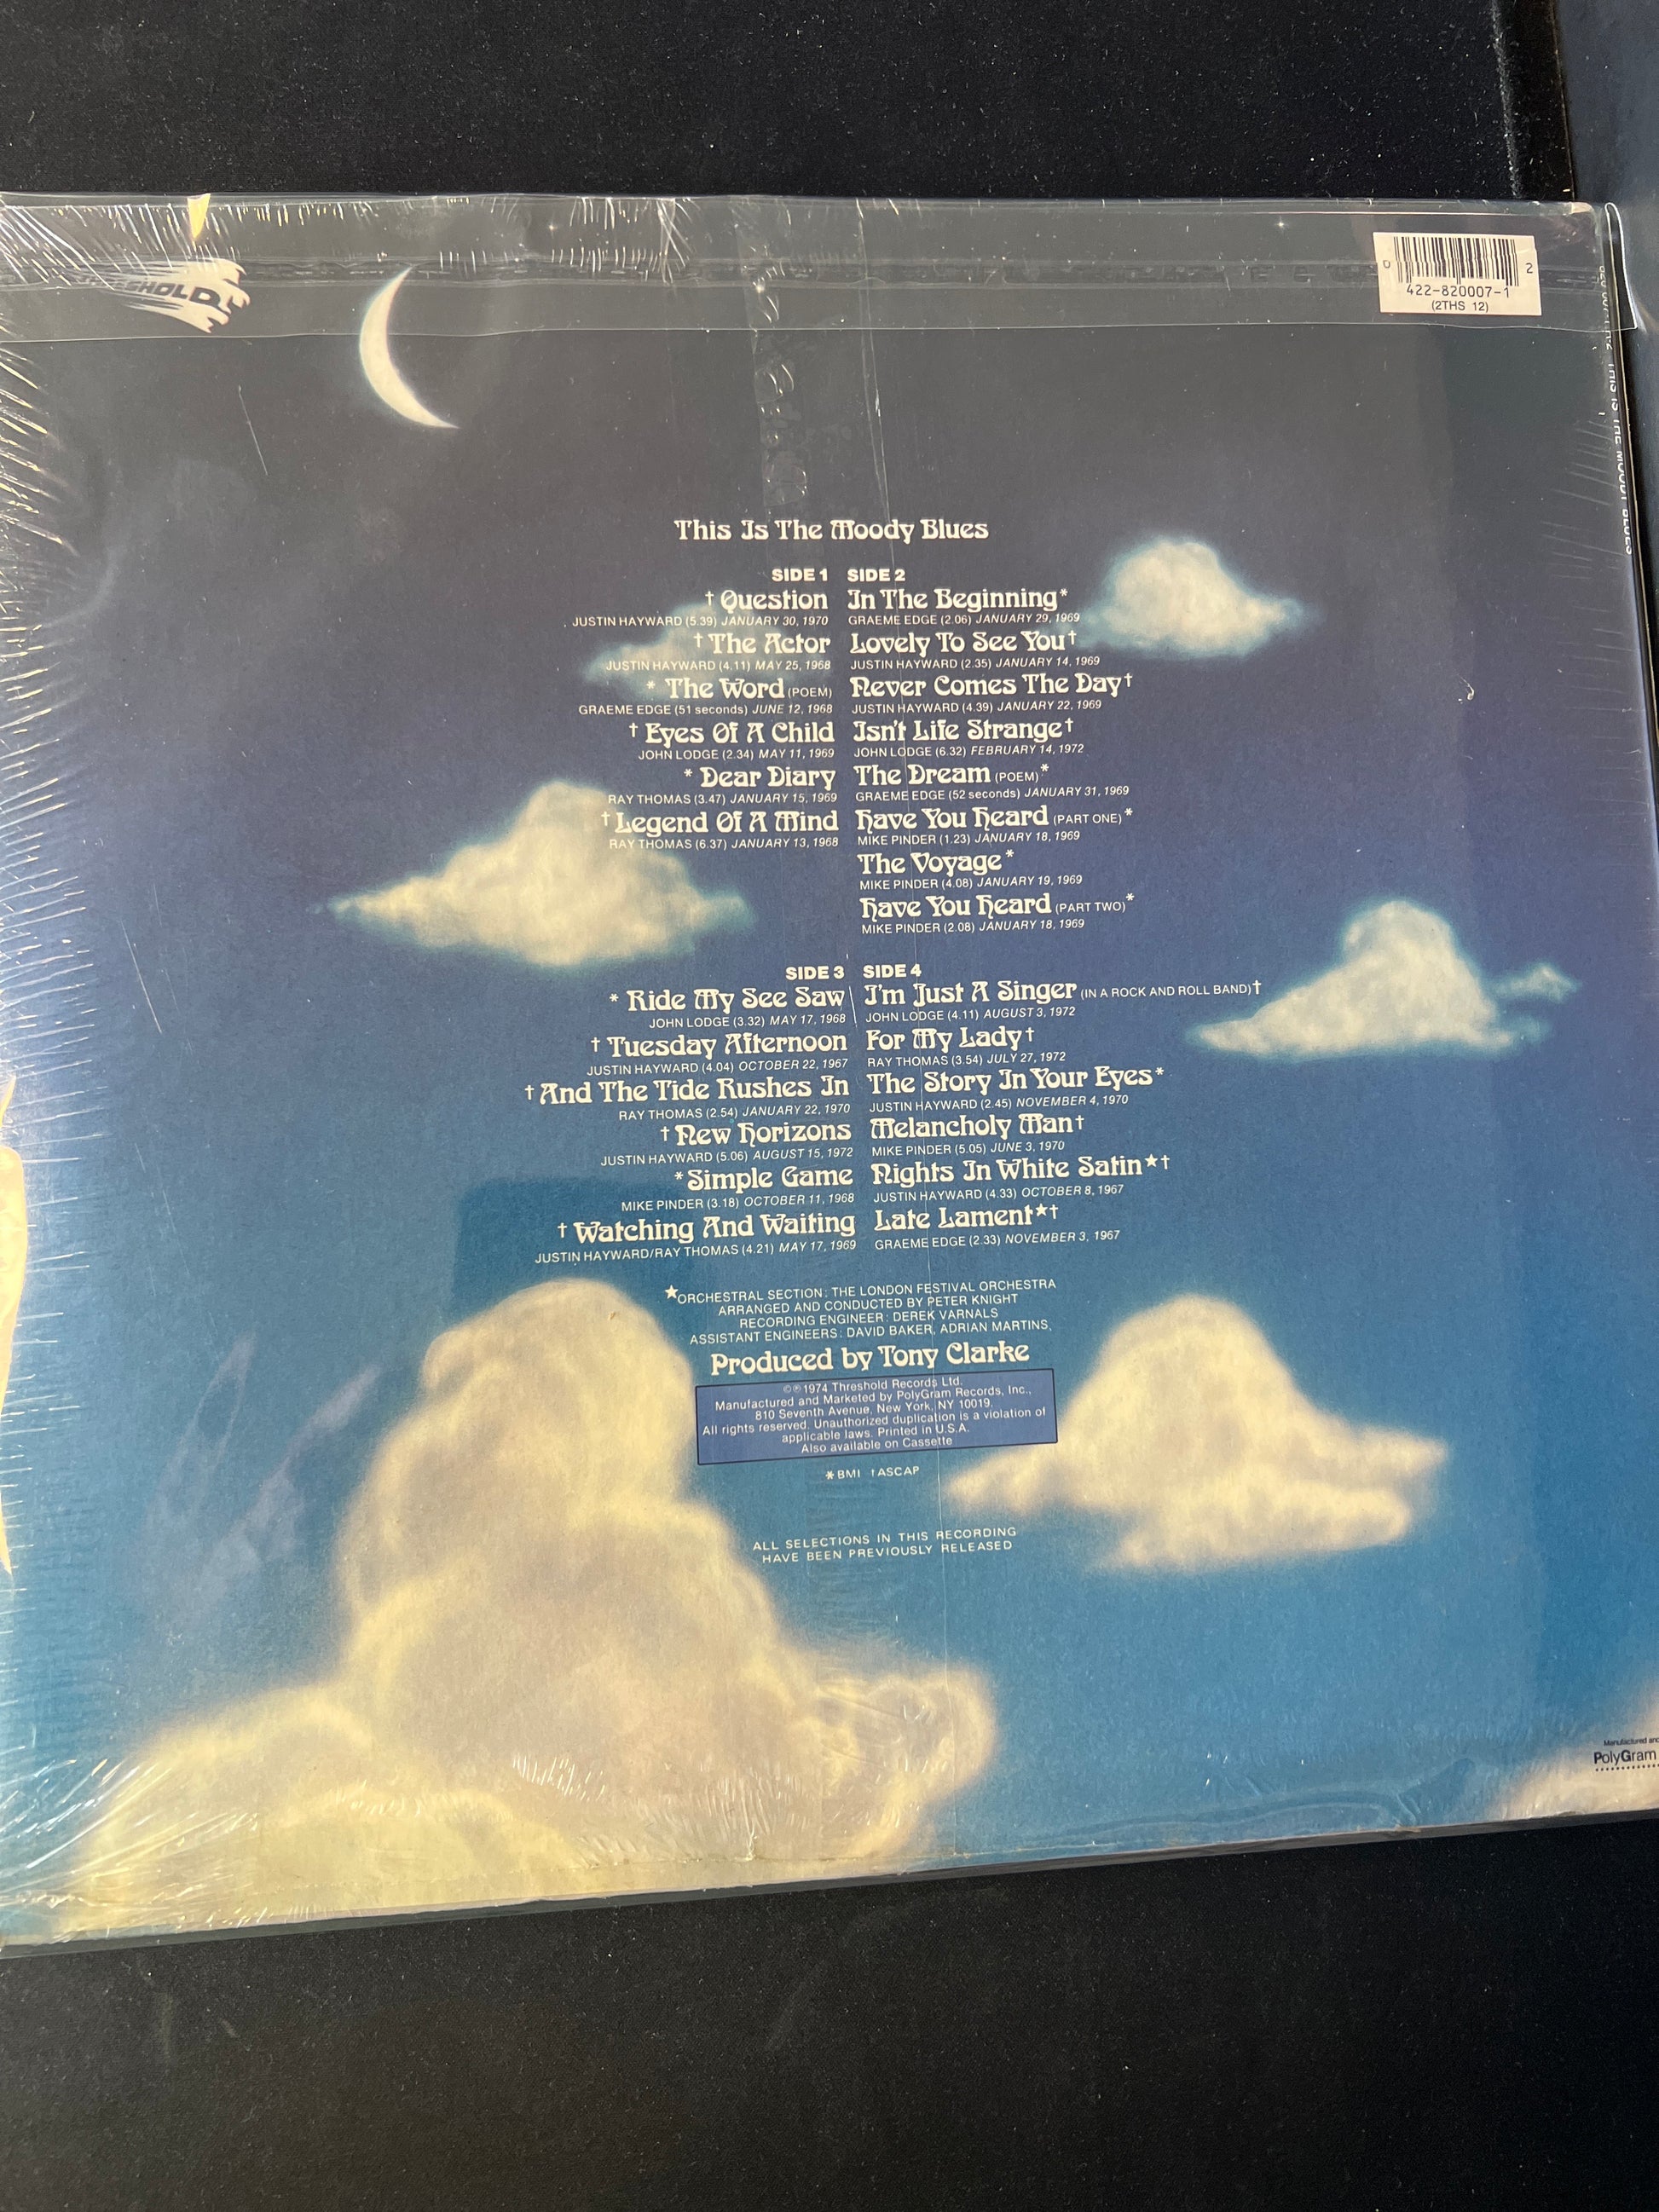 THRESHOLD
0
2
422-820007-1
(2THS 12)
THIS IS THE MOODY BLUES
This Is The Moody Blues
SIDE 1
† Question
JUSTIN HAYWARD (5.39) JANUARY 30, 1970
† The Actor
JUSTIN HAYWARD (4.11) MAY 25, 1968
* The Word (POEM)
GRAEME EDGE (51 seconds) JUNE 12, 1968
† Eyes Of A Child
JOHN LODGE (2.34) MAY 11, 1969
* Dear Diary
RAY THOMAS (3.47) JANUARY 15, 1969
† Legend Of A Mind
RAY THOMAS (6.37) JANUARY 13, 1968
SIDE 2
In The Beginning*
GRAEME EDGE (2.06) JANUARY 29, 1969
Lovely To See You†
JUSTIN HAYWARD (2.35) JANUARY 14, 1969
Never Comes The Day†
JUSTIN HAYWARD (4.39) JANUARY 22, 1969
Isn't Life Strange†
JOHN LODGE (6.32) FEBRUARY 14, 1972
The Dream (POEM)*
GRAEME EDGE (52 seconds) JANUARY 31, 1969
Have You Heard (PART ONE)*
MIKE PINDER (1.23) JANUARY 18, 1969
The Voyage*
MIKE PINDER (4.08) JANUARY 19, 1969
Have You Heard (PART TWO)*
MIKE PINDER (2.08) JANUARY 18, 1969
SIDE 3
* Ride My See Saw
JOHN LODGE (3.32) MAY 17, 1968
† Tuesday Afternoon
JUSTIN HAYWARD (4.04) OCTOBER 22, 1967
† And The Tide Rushes In
RAY THOMAS (2.54) JANUARY 22, 1970
† New Horizons
JUSTIN HAYWARD (5.06) AUGUST 15, 1972
* Simple Game
MIKE PINDER (3.18) OCTOBER 11, 1968
† Watching And Waiting
JUSTIN HAYWARD/RAY THOMAS (4.21) MAY 17, 1969
SIDE 4
I'm Just A Singer (IN A ROCK AND ROLL BAND)†
JOHN LODGE (4.11) AUGUST 3, 1972
For My Lady†
RAY THOMAS (3.54) JULY 27, 1972
The Story In Your Eyes*
JUSTIN HAYWARD (2.45) NOVEMBER 4, 1970
Melancholy Man†
MIKE PINDER (5.05) JUNE 3, 1970
Nights In White Satin★†
JUSTIN HAYWARD (4.33) OCTOBER 8, 1967
Late Lament★†
GRAEME EDGE (2.33) NOVEMBER 3, 1967
★ORCHESTRAL SECTION: THE LONDON FESTIVAL ORCHESTRA
ARRANGED AND CONDUCTED BY PETER KNIGHT
RECORDING ENGINEER: DEREK VARNALS
ASSISTANT ENGINEERS: DAVID BAKER, ADRIAN MARTINS.
Produced by Tony Clarke
©℗1974 Threshold Records Ltd.
Manufactured and Marketed by PolyGram Records, Inc.,
810 Seventh Avenue, New York, NY 10019.
All rights reserved. Unauthorized duplication is a violation of
applicable laws. Printed in U.S.A.
Also available on Cassette
*BMI †ASCAP
ALL SELECTIONS IN THIS RECORDING
HAVE BEEN PREVIOUSLY RELEASED
Manufactured and
PolyGram